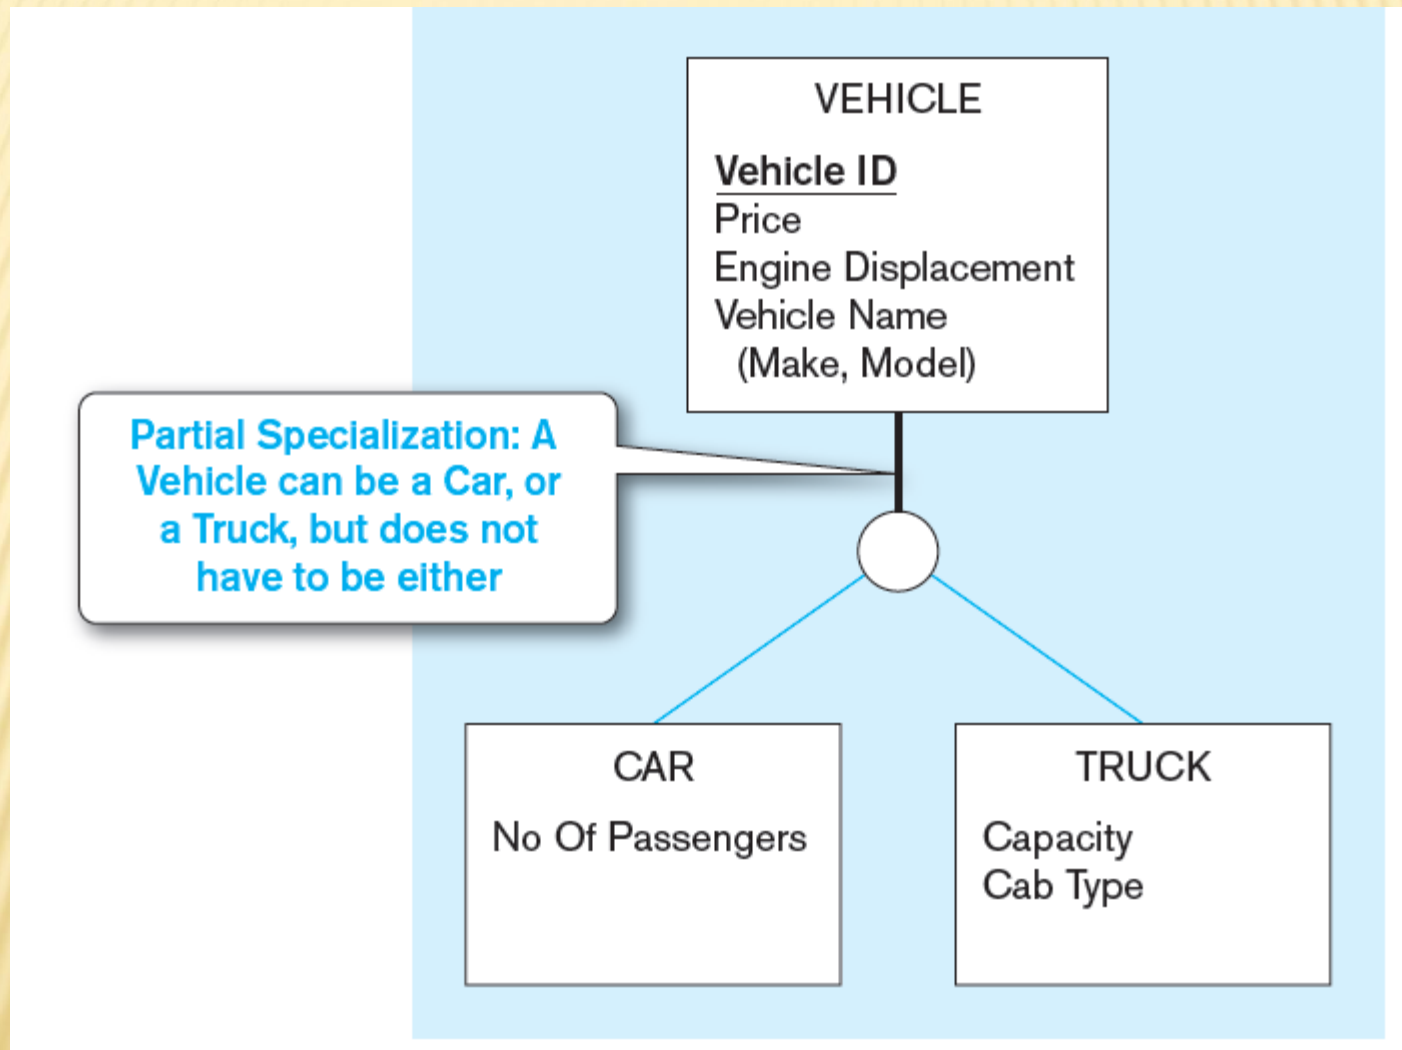 VEHICLE
Vehicle ID
Price
Engine Displacement
Vehicle Name
(Make, Model)
Partial Specialization: A
Vehicle can be a Car, or
a Truck, but does not
have to be either
CAR
No Of Passengers
TRUCK
Capacity
Cab Type